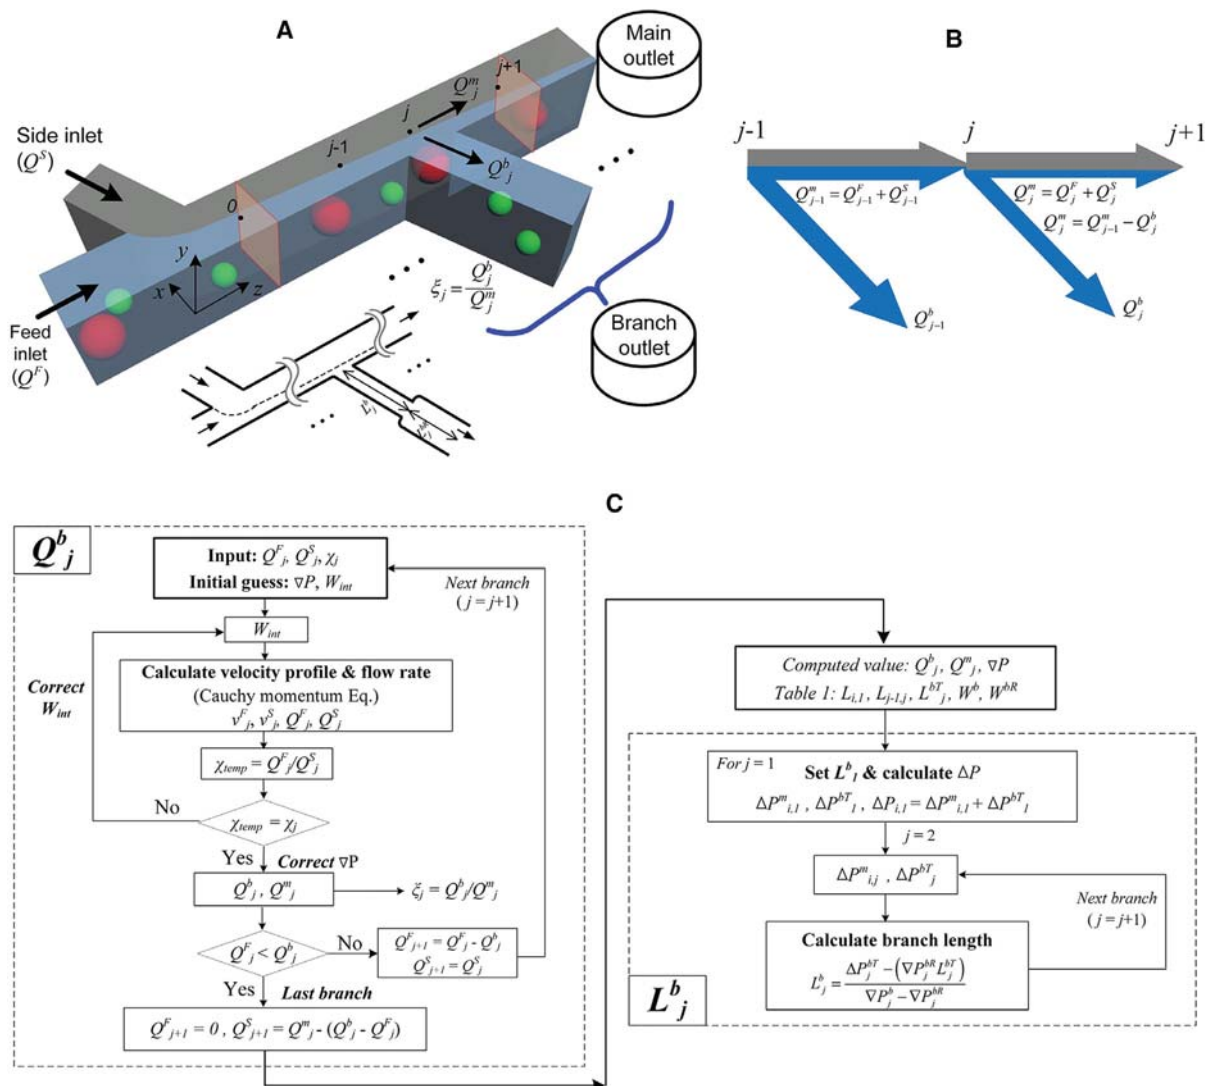 A
Main
outlet
j+1
Q^m_j
j
Side inlet
(Q^S)
j-1
Q^b_j
0
y
x
z
ξ_j = Q^b_j / Q^m_j
Feed
inlet
(Q^F)
Branch
outlet
L^b_j
B
j-1
j
j+1
Q^m_{j-1} = Q^F_{j-1} + Q^S_{j-1}
Q^m_j = Q^F_j + Q^S_j
Q^m_j = Q^m_{j-1} − Q^b_j
Q^b_{j-1}
Q^b_j
C
Q^b_j
Input: Q^F_j, Q^S_j, χ_j
Initial guess: ∇P, W_int
Next branch
(j = j+1)
W_int
Correct
W_int
Calculate velocity profile & flow rate
(Cauchy momentum Eq.)
v^F_j, v^S_j, Q^F_j, Q^S_j
χ_temp = Q^F_j/Q^S_j
No
χ_temp = χ_j
Yes
Correct ∇P
Q^b_j, Q^m_j
ξ_j = Q^b_j/Q^m_j
Q^F_j < Q^b_j
No
Q^F_{j+1} = Q^F_j - Q^b_j
Q^S_{j+1} = Q^S_j
Yes
Last branch
Q^F_{j+1} = 0, Q^S_{j+1} = Q^m_j - (Q^b_j - Q^F_j)
Computed value: Q^b_j, Q^m_j, ∇P
Table 1: L_{i,1}, L_{j-1,j}, L^{bT}_j, W^b, W^{bR}
For j = 1
Set L^b_1 & calculate ΔP
ΔP^m_{i,1}, ΔP^{bT}_1, ΔP_{i,1} = ΔP^m_{i,1} + ΔP^{bT}_1
j = 2
ΔP^m_{i,j}, ΔP^{bT}_j
Next branch
(j = j+1)
Calculate branch length
L^b_j = (ΔP^{bT}_j − (∇P^{bR}_j L^{bT}_j)) / (∇P^b_j − ∇P^{bR}_j)
L^b_j